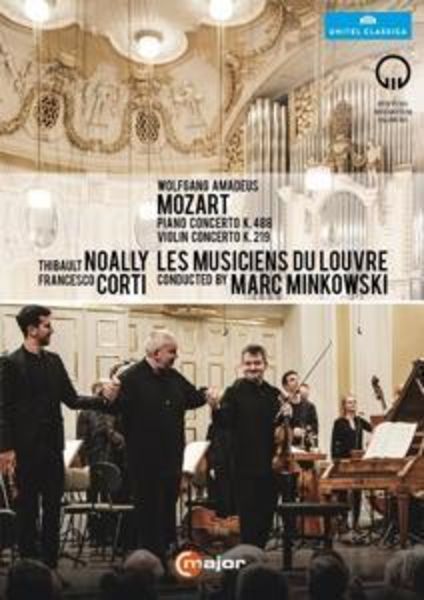 UNITEL CLASSICA
WOLFGANG AMADEUS
MOZART
PIANO CONCERTO K. 488
VIOLIN CONCERTO K. 219
THIBAULT NOALLY LES MUSICIENS DU LOUVRE
FRANCESCO CORTI CONDUCTED BY MARC MINKOWSKI
C major